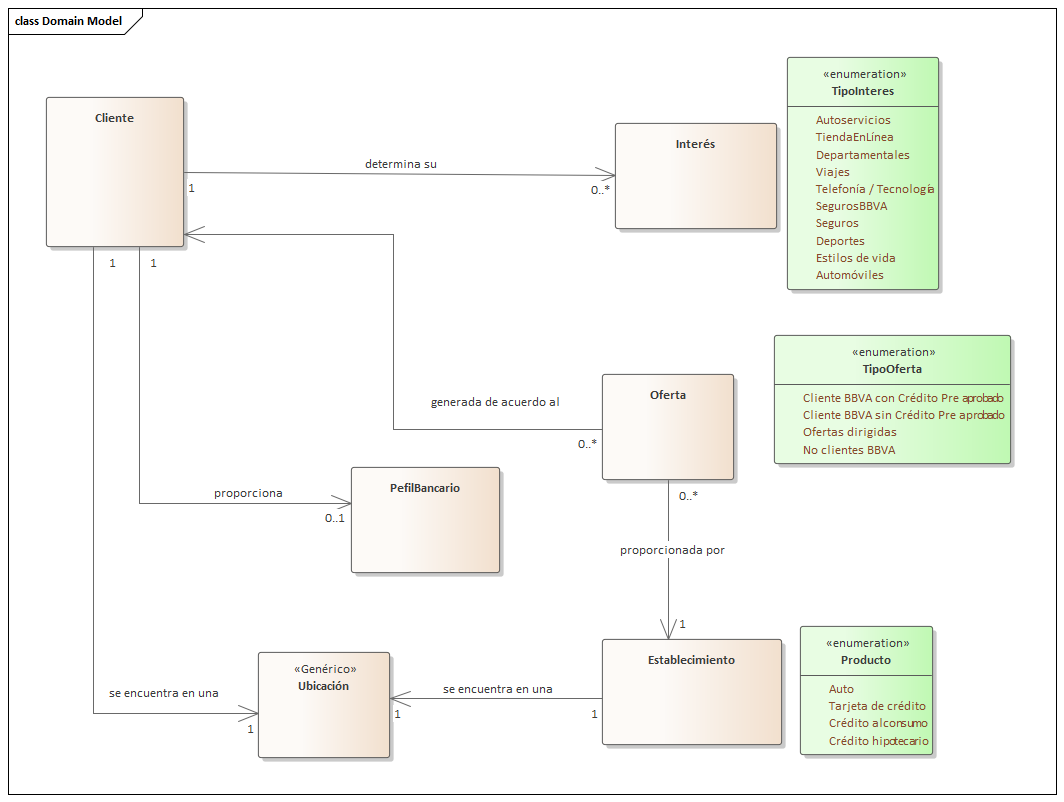 class Domain Model
«enumeration»
TipoInteres
Autoservicios
TiendaEnLínea
Departamentales
Viajes
Telefonía / Tecnología
SegurosBBVA
Seguros
Deportes
Estilos de vida
Automóviles
Cliente
Interés
determina su
1
0..*
1
1
«enumeration»
TipoOferta
Cliente BBVA con Crédito Pre aprobado
Cliente BBVA sin Crédito Pre aprobado
Ofertas dirigidas
No clientes BBVA
Oferta
generada de acuerdo al
0..*
PefilBancario
proporciona
0..1
0..*
proporcionada por
1
«enumeration»
Producto
Auto
Tarjeta de crédito
Crédito al consumo
Crédito hipotecario
Establecimiento
«Genérico»
Ubicación
se encuentra en una
se encuentra en una
1
1
1